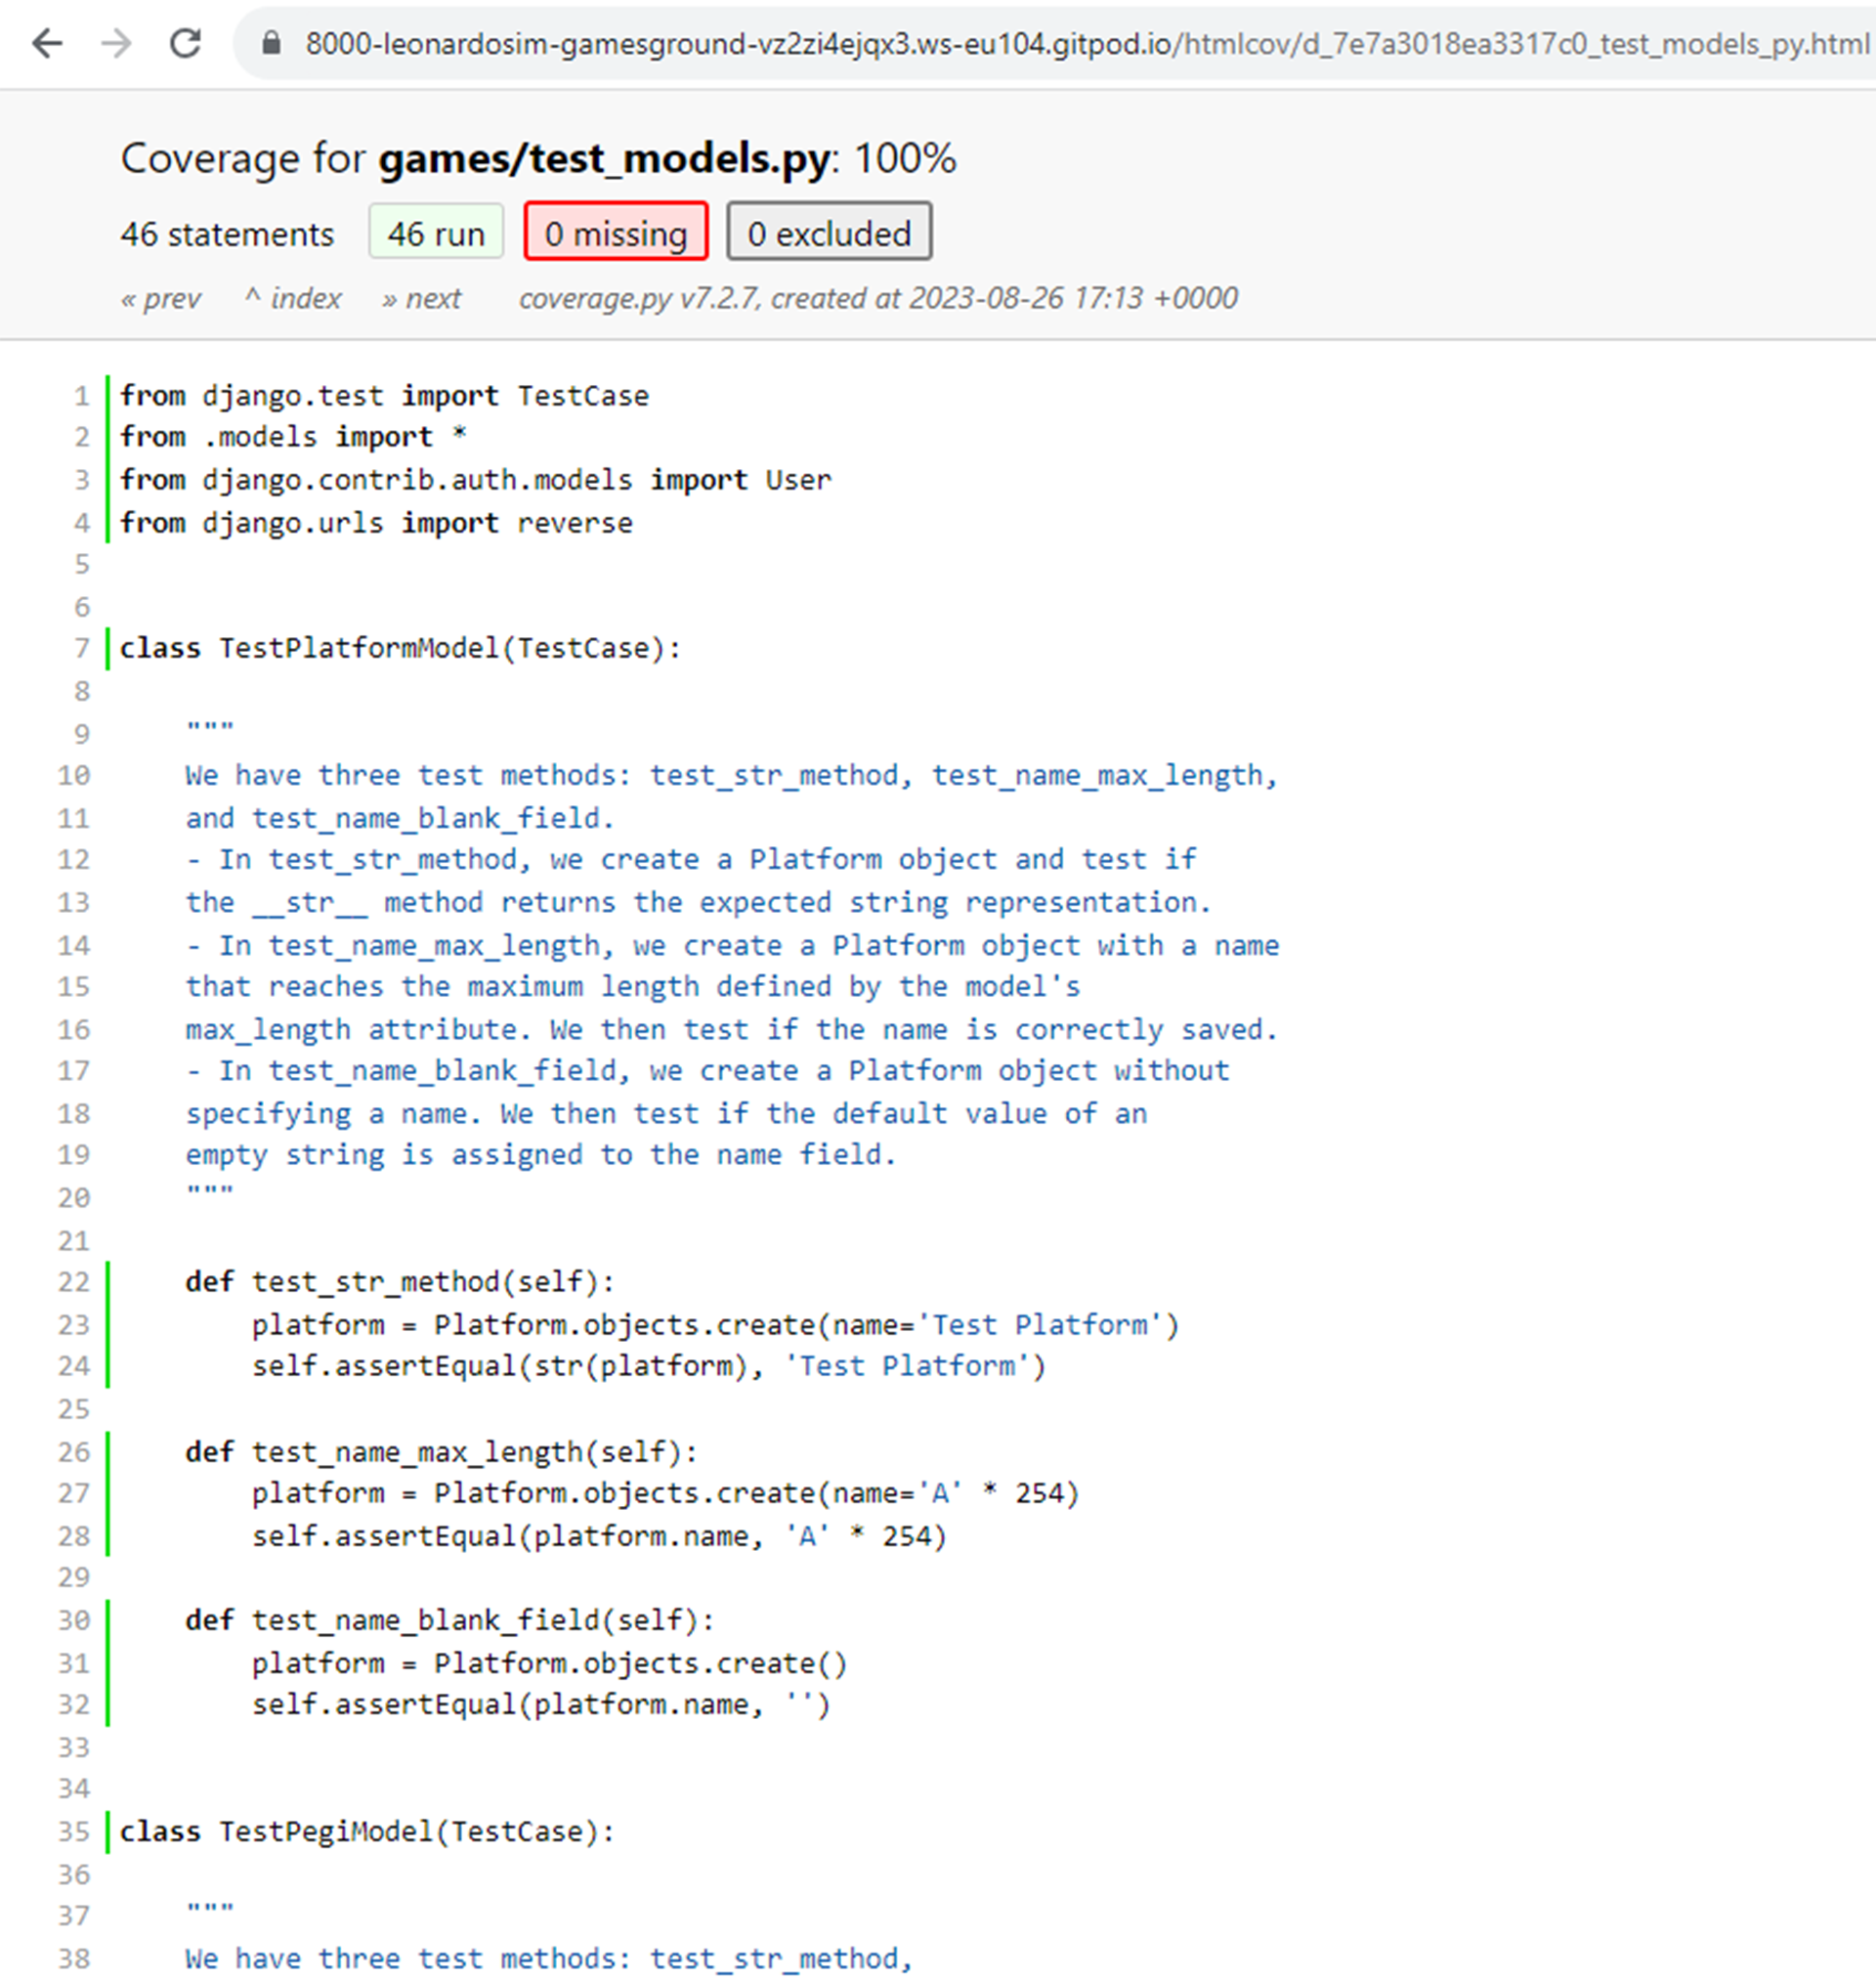 8000-leonardosim-gamesground-vz2zi4ejqx3.ws-eu104.gitpod.io/htmlcov/d_7e7a3018ea3317c0_test_models_py.html
Coverage for games/test_models.py: 100%
46 statements 46 run 0 missing 0 excluded
« prev ^ index » next coverage.py v7.2.7, created at 2023-08-26 17:13 +0000
1 from django.test import TestCase
2 from .models import *
3 from django.contrib.auth.models import User
4 from django.urls import reverse
5
6
7 class TestPlatformModel(TestCase):
8
9     """
10     We have three test methods: test_str_method, test_name_max_length,
11     and test_name_blank_field.
12     - In test_str_method, we create a Platform object and test if
13     the __str__ method returns the expected string representation.
14     - In test_name_max_length, we create a Platform object with a name
15     that reaches the maximum length defined by the model's
16     max_length attribute. We then test if the name is correctly saved.
17     - In test_name_blank_field, we create a Platform object without
18     specifying a name. We then test if the default value of an
19     empty string is assigned to the name field.
20     """
21
22     def test_str_method(self):
23         platform = Platform.objects.create(name='Test Platform')
24         self.assertEqual(str(platform), 'Test Platform')
25
26     def test_name_max_length(self):
27         platform = Platform.objects.create(name='A' * 254)
28         self.assertEqual(platform.name, 'A' * 254)
29
30     def test_name_blank_field(self):
31         platform = Platform.objects.create()
32         self.assertEqual(platform.name, '')
33
34
35 class TestPegiModel(TestCase):
36
37     """
38     We have three test methods: test_str_method,